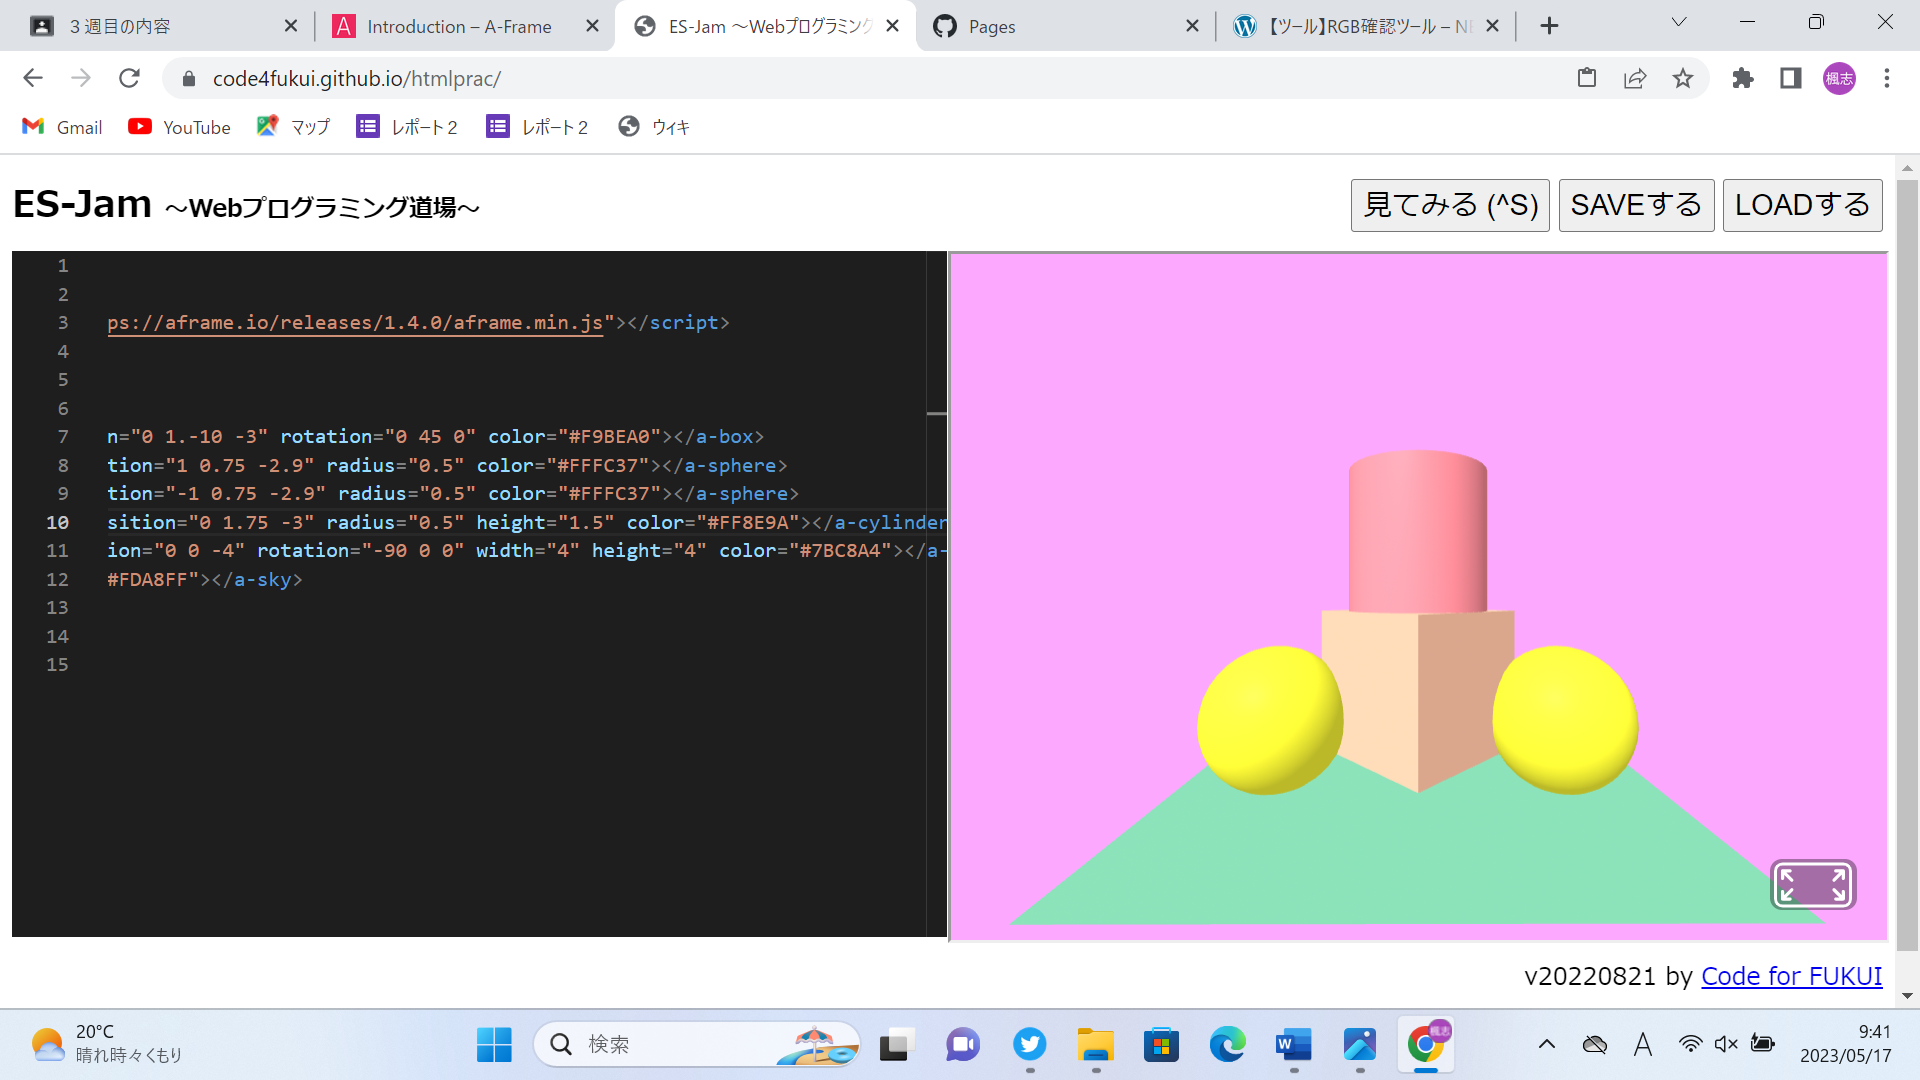 3 週目の内容
Introduction – A-Frame
ES-Jam ～Webプログラミング
Pages
【ツール】RGB確認ツール – NE
code4fukui.github.io/htmlprac/
楓志
Gmail
YouTube
マップ
レポート 2
レポート 2
ウィキ
ES-Jam ～Webプログラミング道場～
見てみる (^S)
SAVEする
LOADする
1
2
3 ps://aframe.io/releases/1.4.0/aframe.min.js"></script>
4
5
6
7 n="0 1.-10 -3" rotation="0 45 0" color="#F9BEA0"></a-box>
8 tion="1 0.75 -2.9" radius="0.5" color="#FFFC37"></a-sphere>
9 tion="-1 0.75 -2.9" radius="0.5" color="#FFFC37"></a-sphere>
10 sition="0 1.75 -3" radius="0.5" height="1.5" color="#FF8E9A"></a-cylinder
11 ion="0 0 -4" rotation="-90 0 0" width="4" height="4" color="#7BC8A4"></a-
12 #FDA8FF"></a-sky>
13
14
15
v20220821 by Code for FUKUI
20°C
晴れ時々くもり
検索
A
9:41
2023/05/17